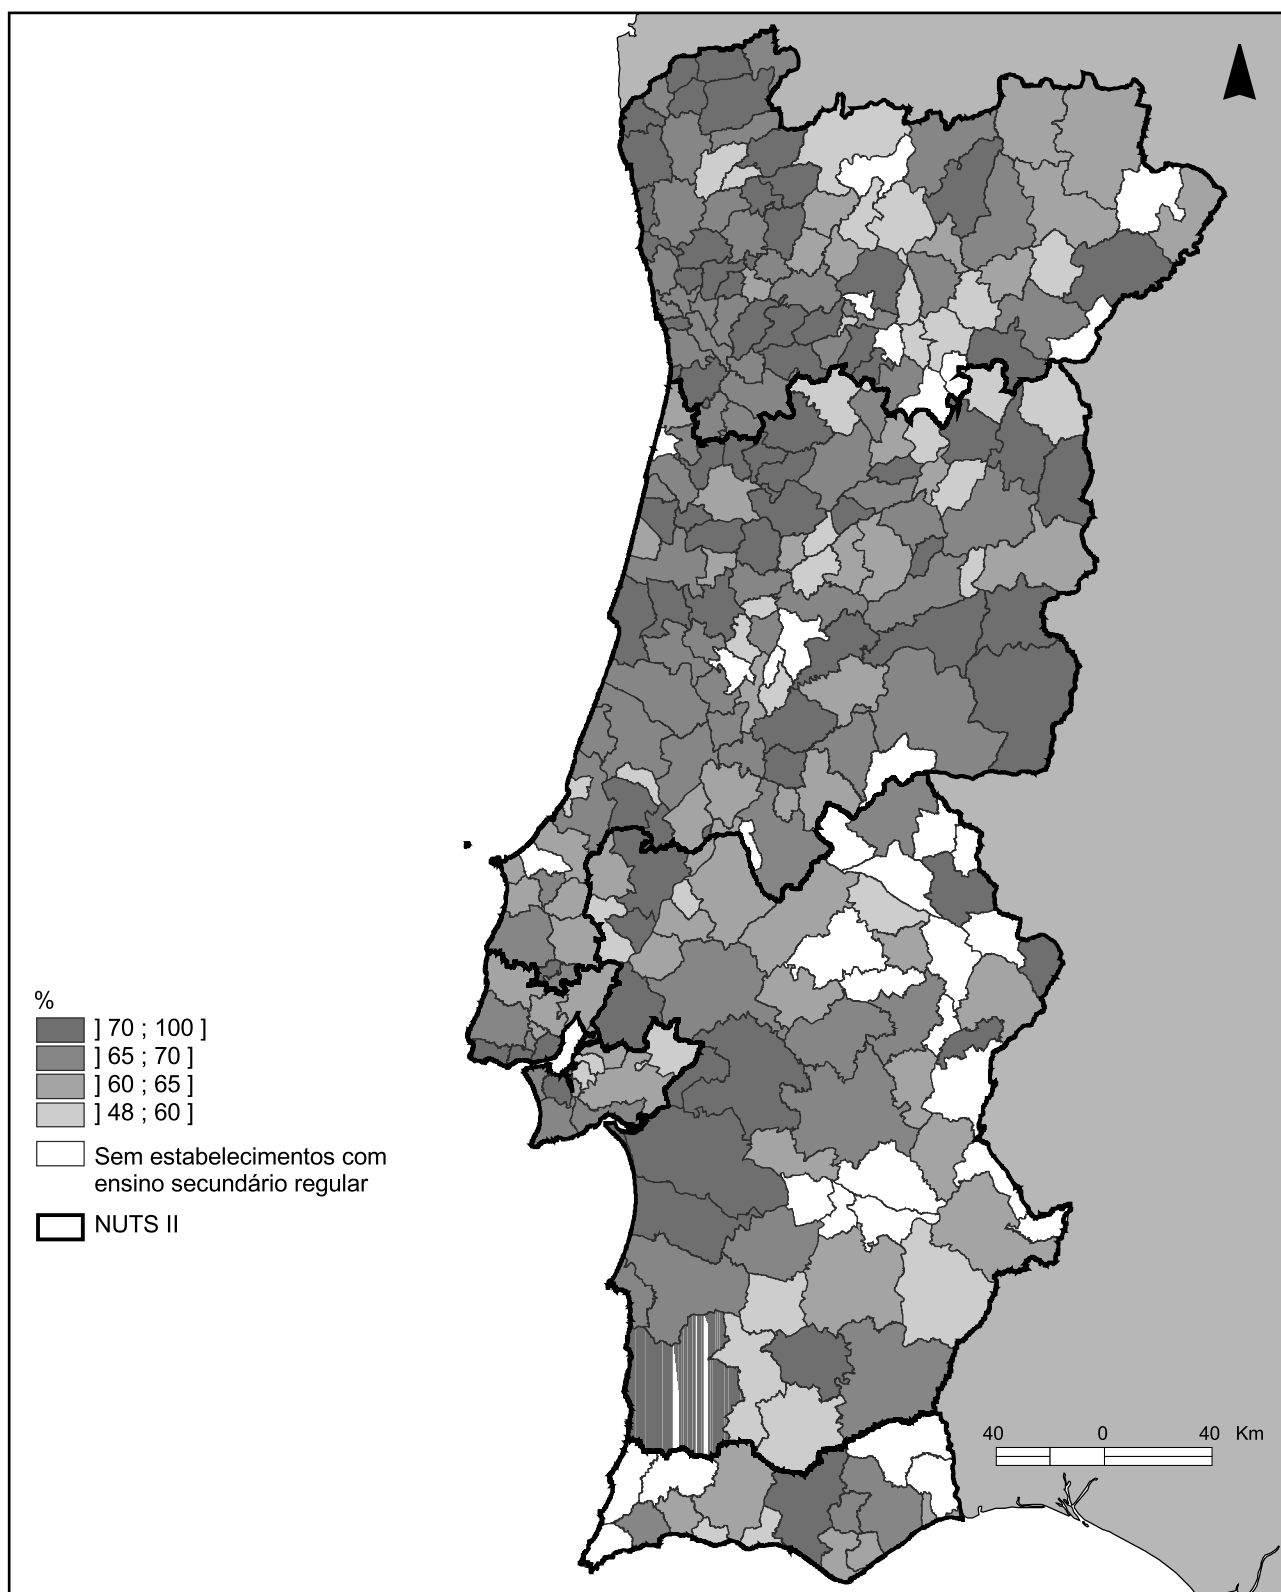 %
] 70 ; 100 ]
] 65 ; 70 ]
] 60 ; 65 ]
] 48 ; 60 ]
Sem estabelecimentos com
ensino secundário regular
NUTS II
40 0 40 Km